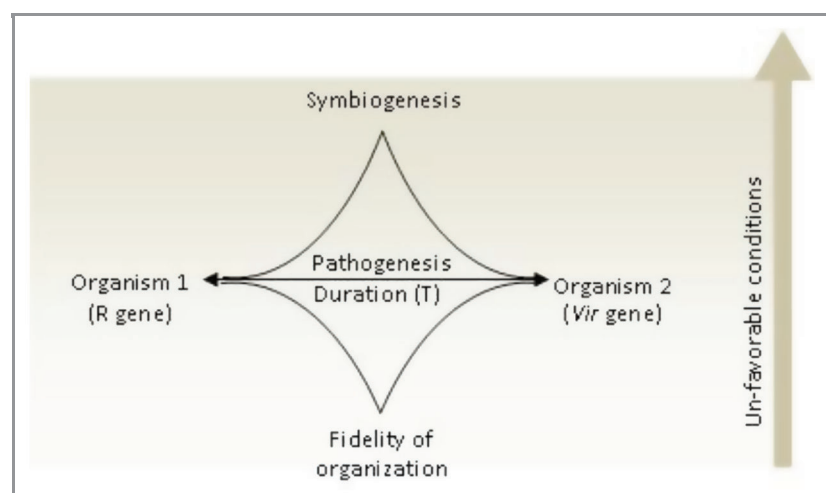 Symbiogenesis
Pathogenesis
Duration (T)
Organism 1
(R gene)
Organism 2
(Vir gene)
Fidelity of
organization
Un-favorable conditions